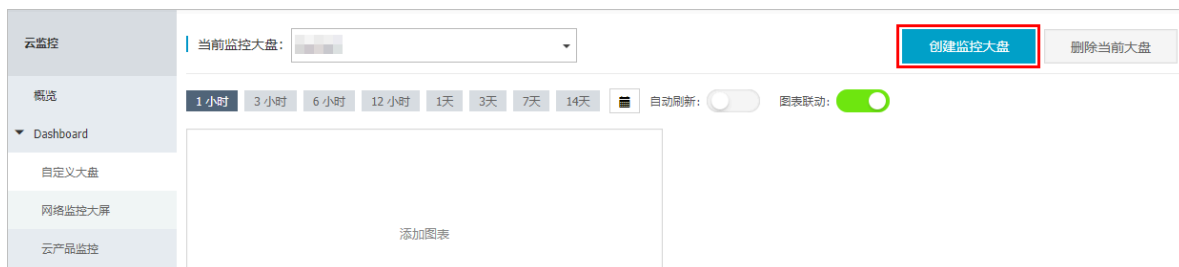 云监控
当前监控大盘：
创建监控大盘
删除当前大盘
概览
1小时 3小时 6小时 12小时 1天 3天 7天 14天 自动刷新： 图表联动：
Dashboard
自定义大盘
网络监控大屏
云产品监控
添加图表